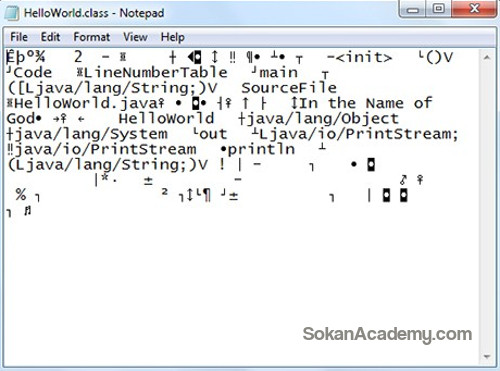 HelloWorld.class - Notepad
File Edit Format View Help
Êþº¾ 2 - <init> ()V
Code LineNumberTable main
([Ljava/lang/String;)V SourceFile
HelloWorld.java In the Name of
God HelloWorld java/lang/Object
java/lang/System out Ljava/io/PrintStream;
java/io/PrintStream println
(Ljava/lang/String;)V ! | -
|*· ± -
% ² ¶ ± |
SokanAcademy.com